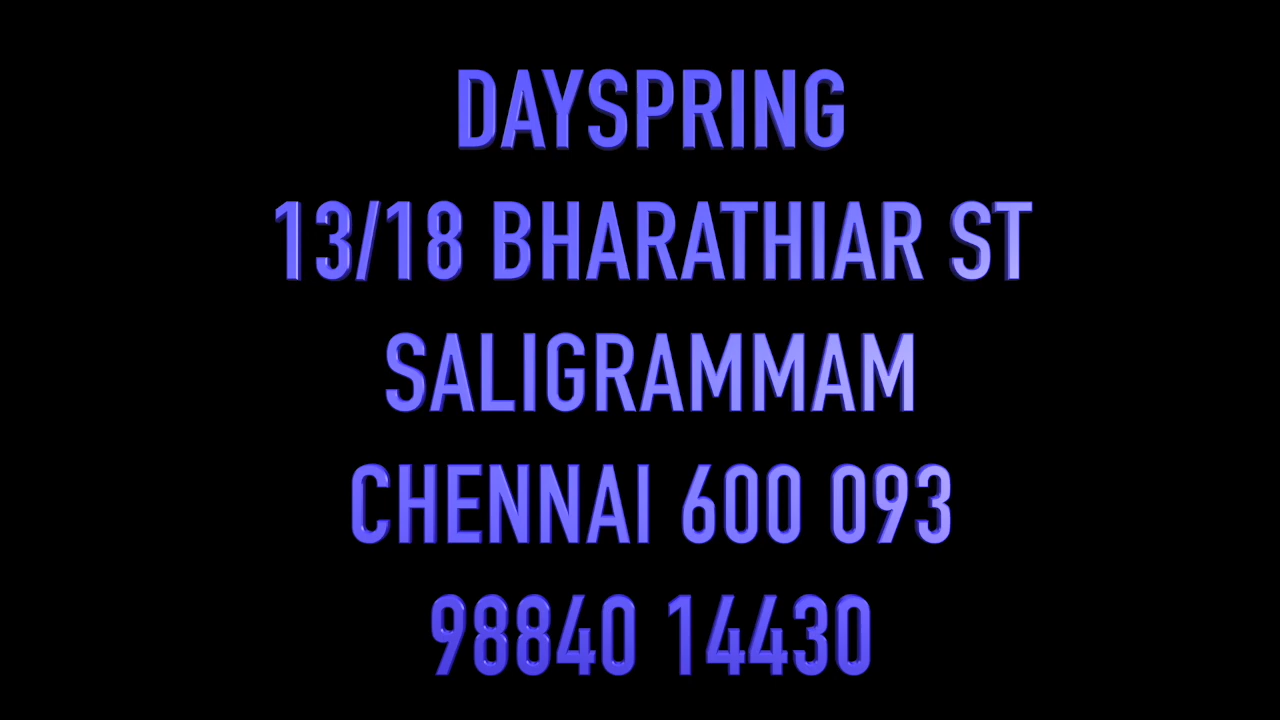 DAYSPRING
13/18 BHARATHIAR ST
SALIGRAMMAM
CHENNAI 600 093
98840 14430